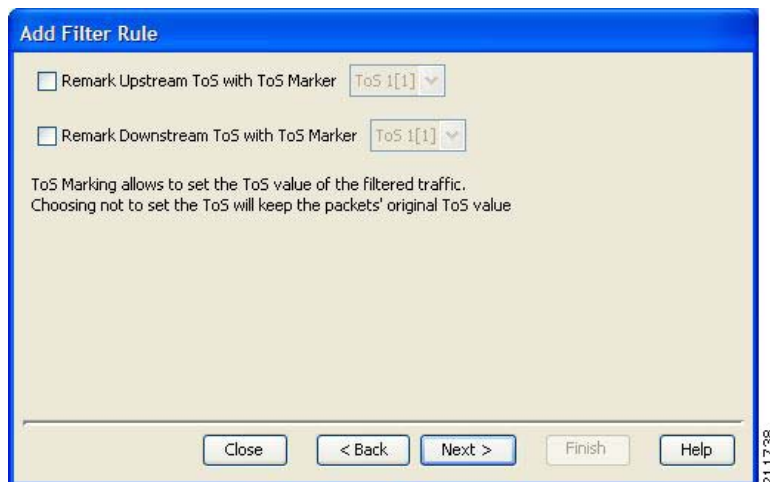 Add Filter Rule
Remark Upstream ToS with ToS Marker ToS 1[1]
Remark Downstream ToS with ToS Marker ToS 1[1]
ToS Marking allows to set the ToS value of the filtered traffic.
Choosing not to set the ToS will keep the packets' original ToS value
Close < Back Next > Finish Help
211738